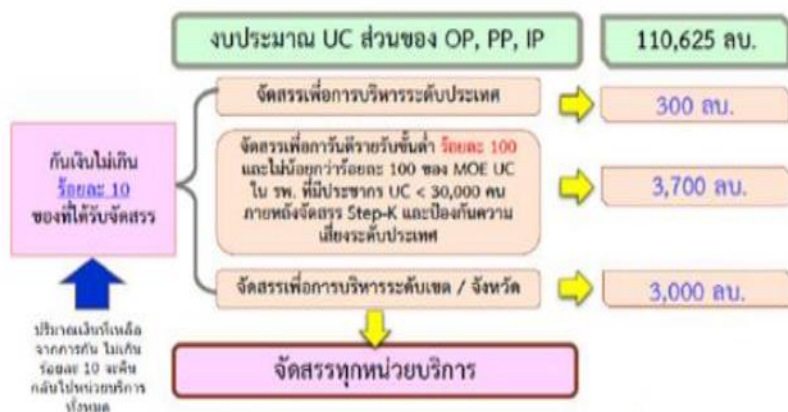 งบประมาณ UC ส่วนของ OP, PP, IP
110,625 ลบ.
จัดสรรเพื่อการบริหารระดับประเทศ
300 ลบ.
กันเงินไม่เกิน
ร้อยละ 10
ของที่ได้รับจัดสรร
จัดสรรเพื่อการันตีรายรับขั้นต่ำ ร้อยละ 100
และไม่น้อยกว่าร้อยละ 100 ของ MOE UC
ใน รพ. ที่มีประชากร UC < 30,000 คน
ภายหลังจัดสรร Step-K และป้องกันความ
เสี่ยงระดับประเทศ
3,700 ลบ.
จัดสรรเพื่อการบริหารระดับเขต / จังหวัด
3,000 ลบ.
ปริมาณเงินที่เหลือ
จากการกัน ไม่เกิน
ร้อยละ 10 จะคืน
กลับไปหน่วยบริการ
ทั้งหมด
จัดสรรทุกหน่วยบริการ